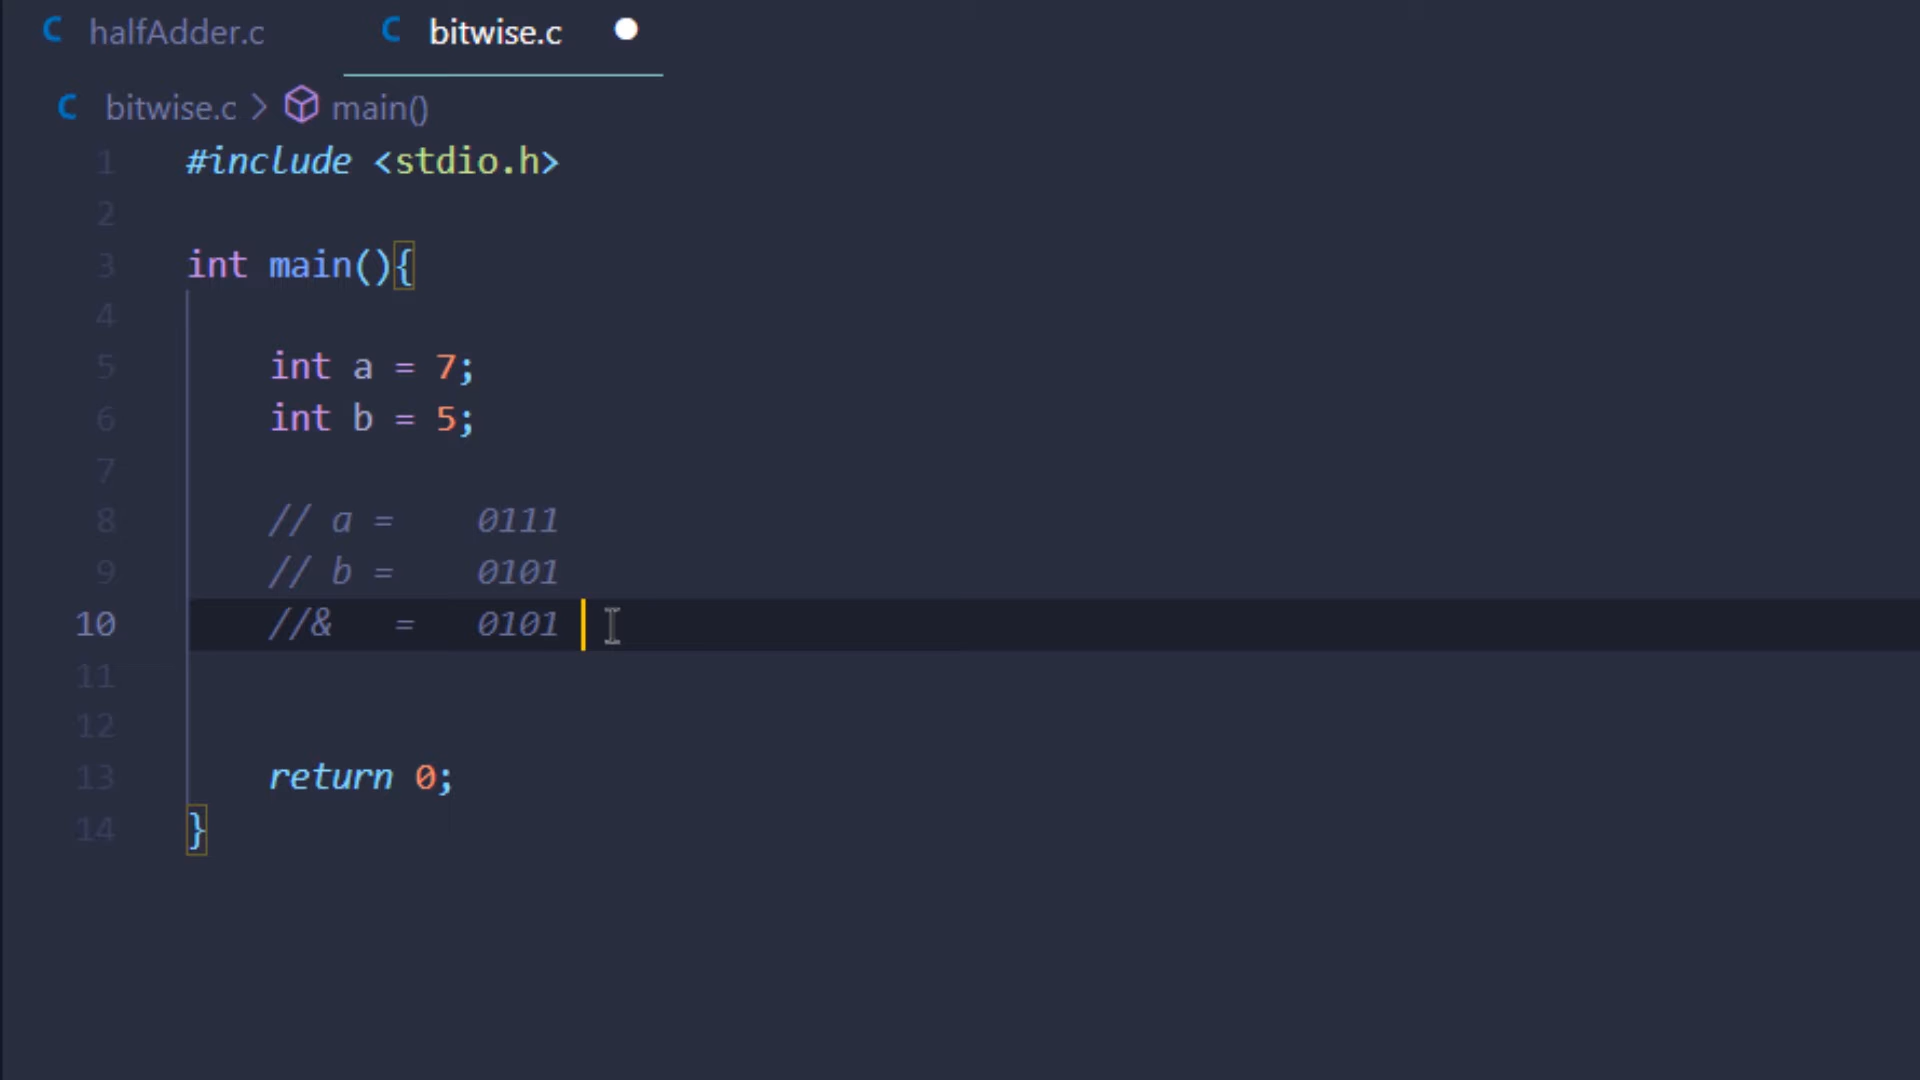 halfAdder.c bitwise.c
bitwise.c > main()
1 #include <stdio.h>
2
3 int main(){
4
5 int a = 7;
6 int b = 5;
7
8 // a =    0111
9 // b =    0101
10 //&   =   0101
11
12
13 return 0;
14 }